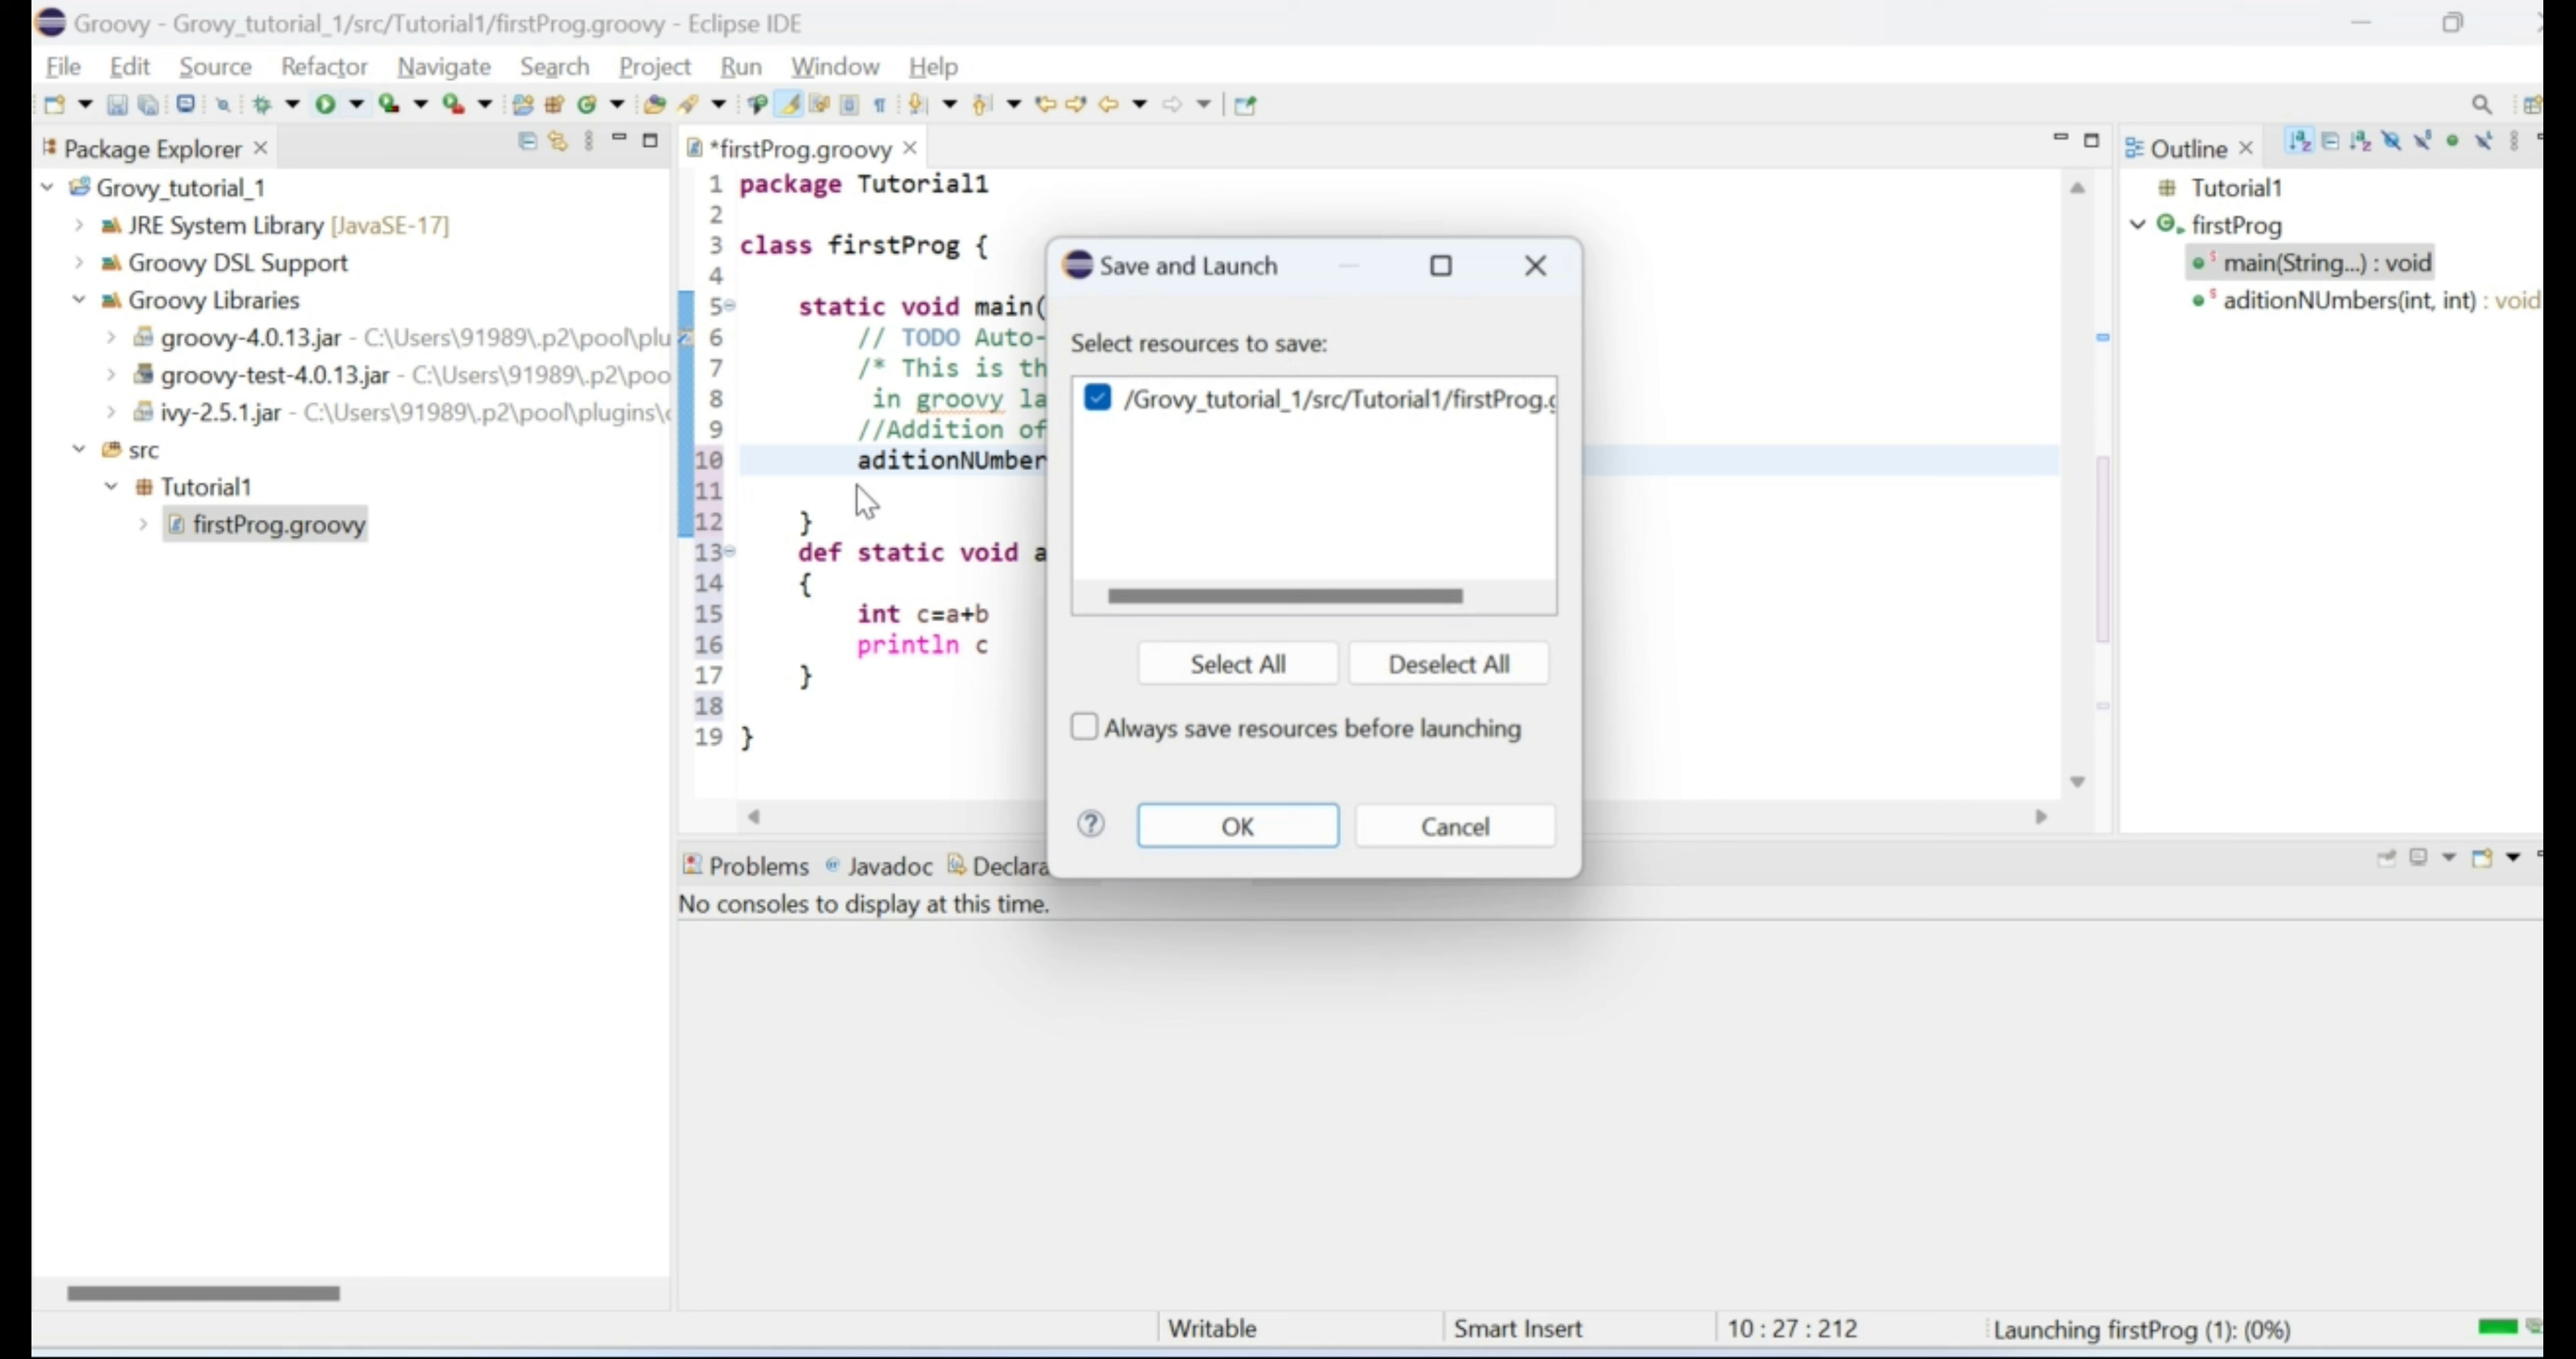 Groovy - Grovy_tutorial_1/src/Tutorial1/firstProg.groovy - Eclipse IDE
File Edit Source Refactor Navigate Search Project Run Window Help
Package Explorer
Grovy_tutorial_1
JRE System Library [JavaSE-17]
Groovy DSL Support
Groovy Libraries
groovy-4.0.13.jar - C:\Users\91989\.p2\pool\plu
groovy-test-4.0.13.jar - C:\Users\91989\.p2\poo
ivy-2.5.1.jar - C:\Users\91989\.p2\pool\plugins\
src
Tutorial1
firstProg.groovy
*firstProg.groovy
1 package Tutorial1
2
3 class firstProg {
4
5 static void main(
6 // TODO Auto-
7 /* This is th
8 in groovy la
9 //Addition of
10 aditionNUmber
11
12 }
13 def static void a
14 {
15 int c=a+b
16 println c
17 }
18
19 }
Save and Launch
Select resources to save:
/Grovy_tutorial_1/src/Tutorial1/firstProg.g
Select All Deselect All
Always save resources before launching
OK Cancel
Outline
Tutorial1
firstProg
main(String...) : void
aditionNUmbers(int, int) : void
Problems Javadoc Declara
No consoles to display at this time.
Writable Smart Insert 10 : 27 : 212 Launching firstProg (1): (0%)